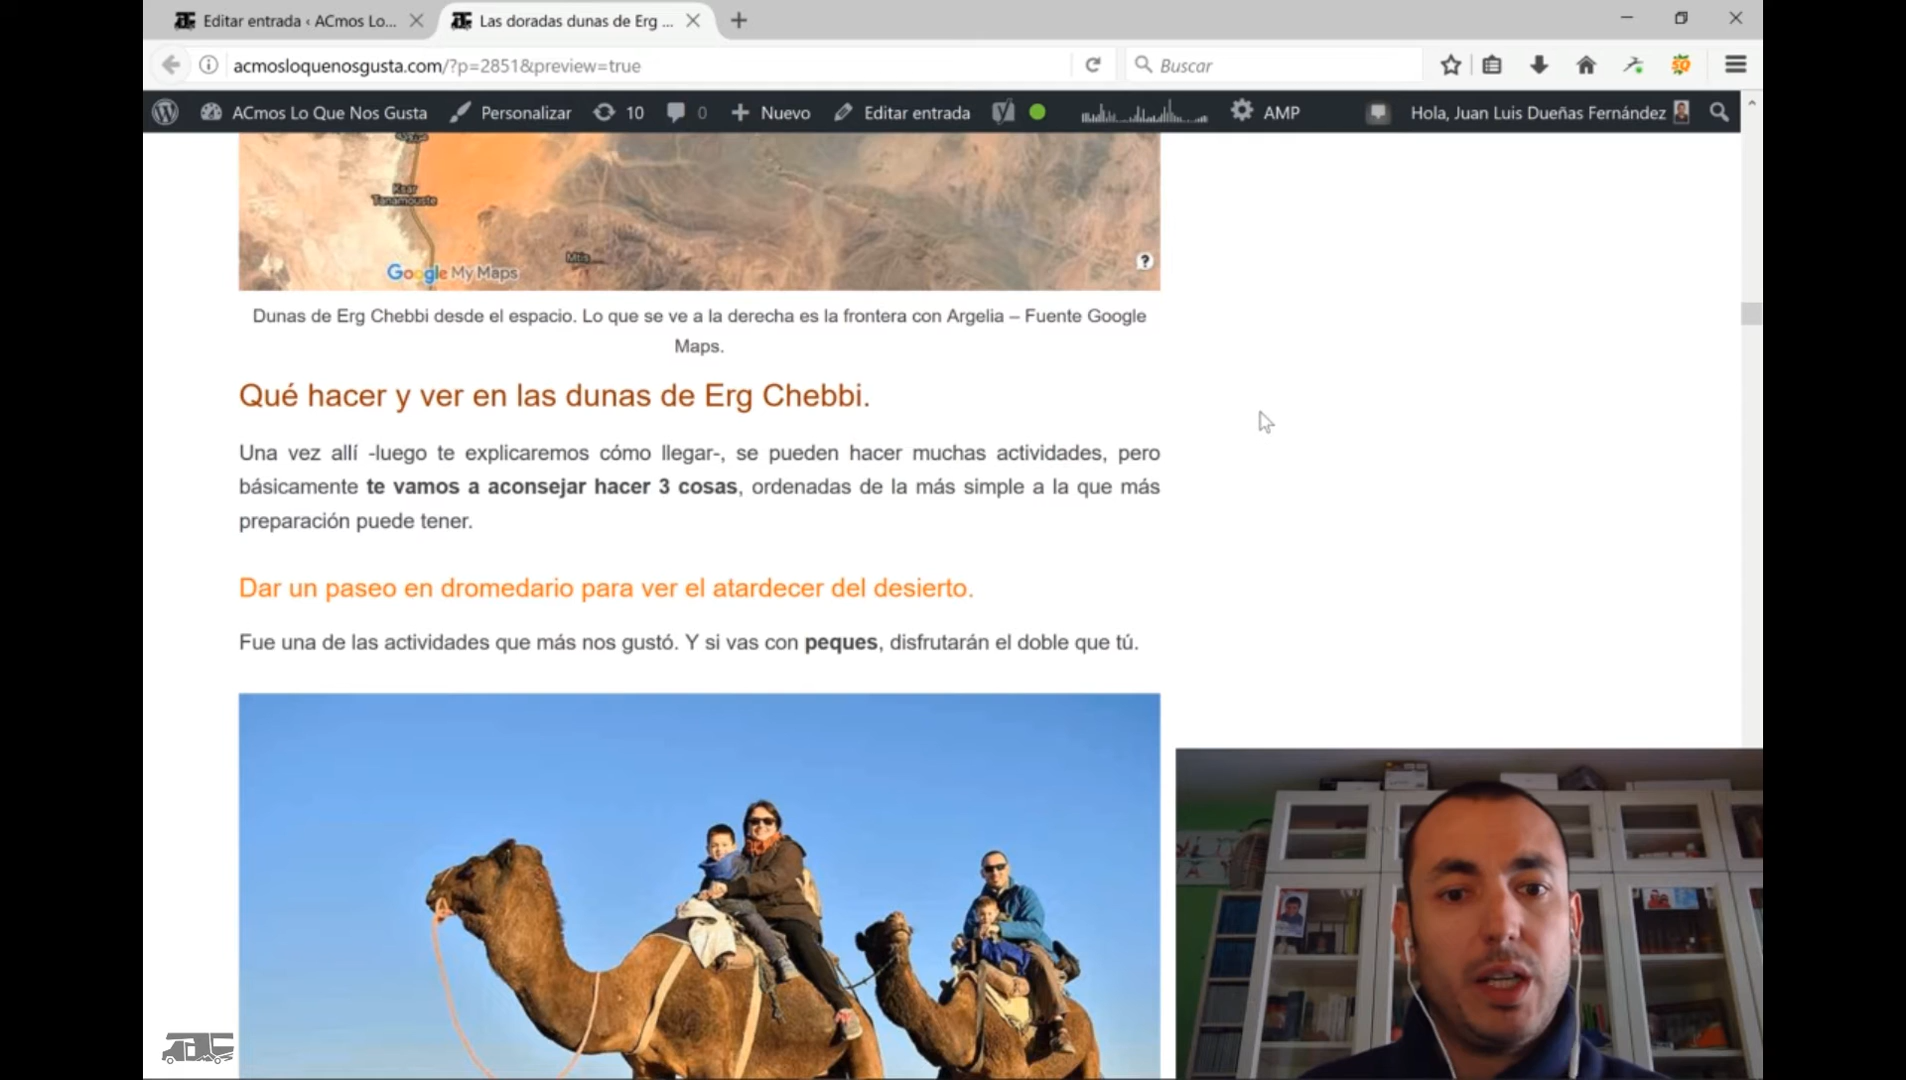 Editar entrada ‹ ACmos Lo...
Las doradas dunas de Erg ...
acmosloquenosgusta.com/?p=2851&preview=true
Buscar
ACmos Lo Que Nos Gusta
Personalizar
10
0
Nuevo
Editar entrada
AMP
Hola, Juan Luis Dueñas Fernández
Ksar
Tanamouste
Mtis
Google My Maps
?
Dunas de Erg Chebbi desde el espacio. Lo que se ve a la derecha es la frontera con Argelia – Fuente Google
Maps.
Qué hacer y ver en las dunas de Erg Chebbi.
Una vez allí -luego te explicaremos cómo llegar-, se pueden hacer muchas actividades, pero
básicamente te vamos a aconsejar hacer 3 cosas, ordenadas de la más simple a la que más
preparación puede tener.
Dar un paseo en dromedario para ver el atardecer del desierto.
Fue una de las actividades que más nos gustó. Y si vas con peques, disfrutarán el doble que tú.